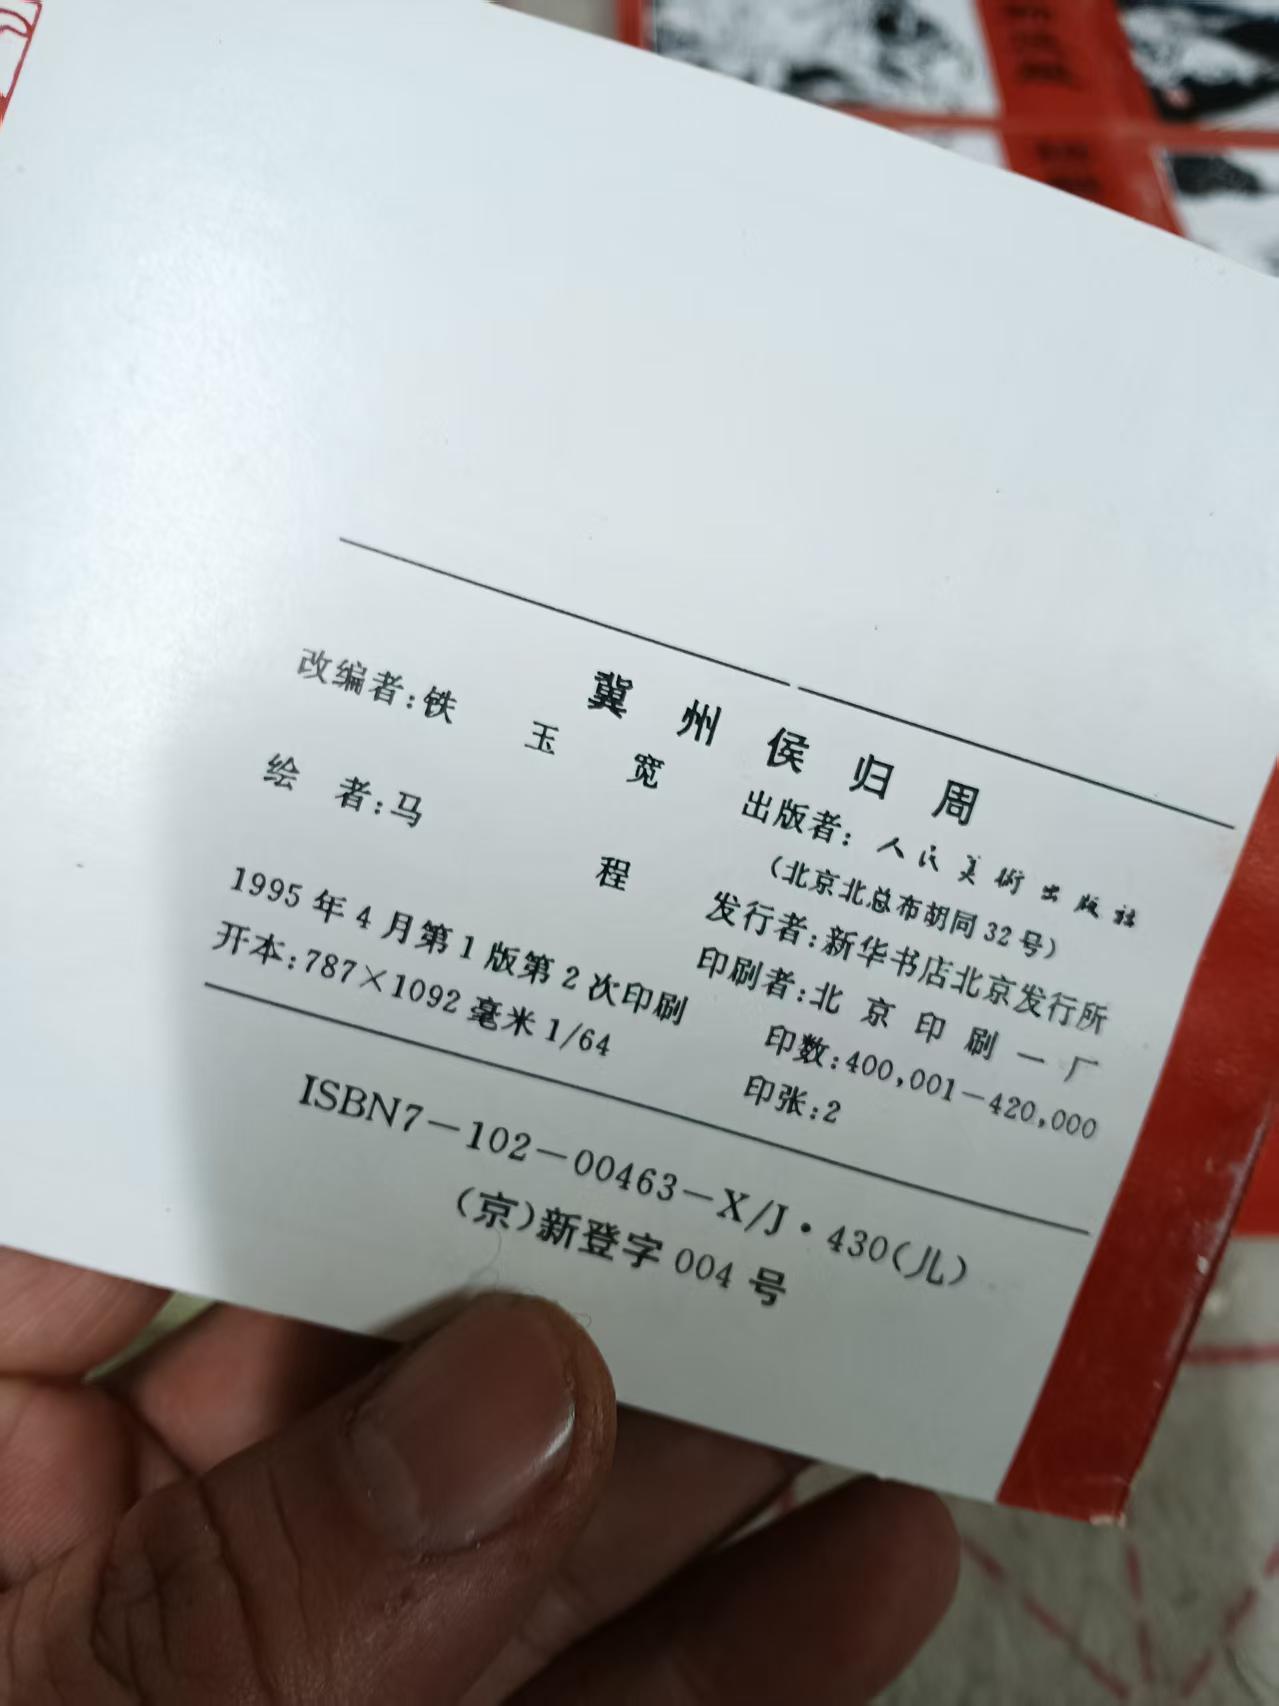 冀州侯归周
改编者:铁玉宽
绘者:马程
1995年4月第1版第2次印刷
开本:787×1092毫米1/64
出版者:人民美術出版社
(北京北总布胡同32号)
发行者:新华书店北京发行所
印刷者:北京印刷一厂
印数:400,001—420,000
印张:2
ISBN7—102—00463—X/J·430(儿)
(京)新登字004号